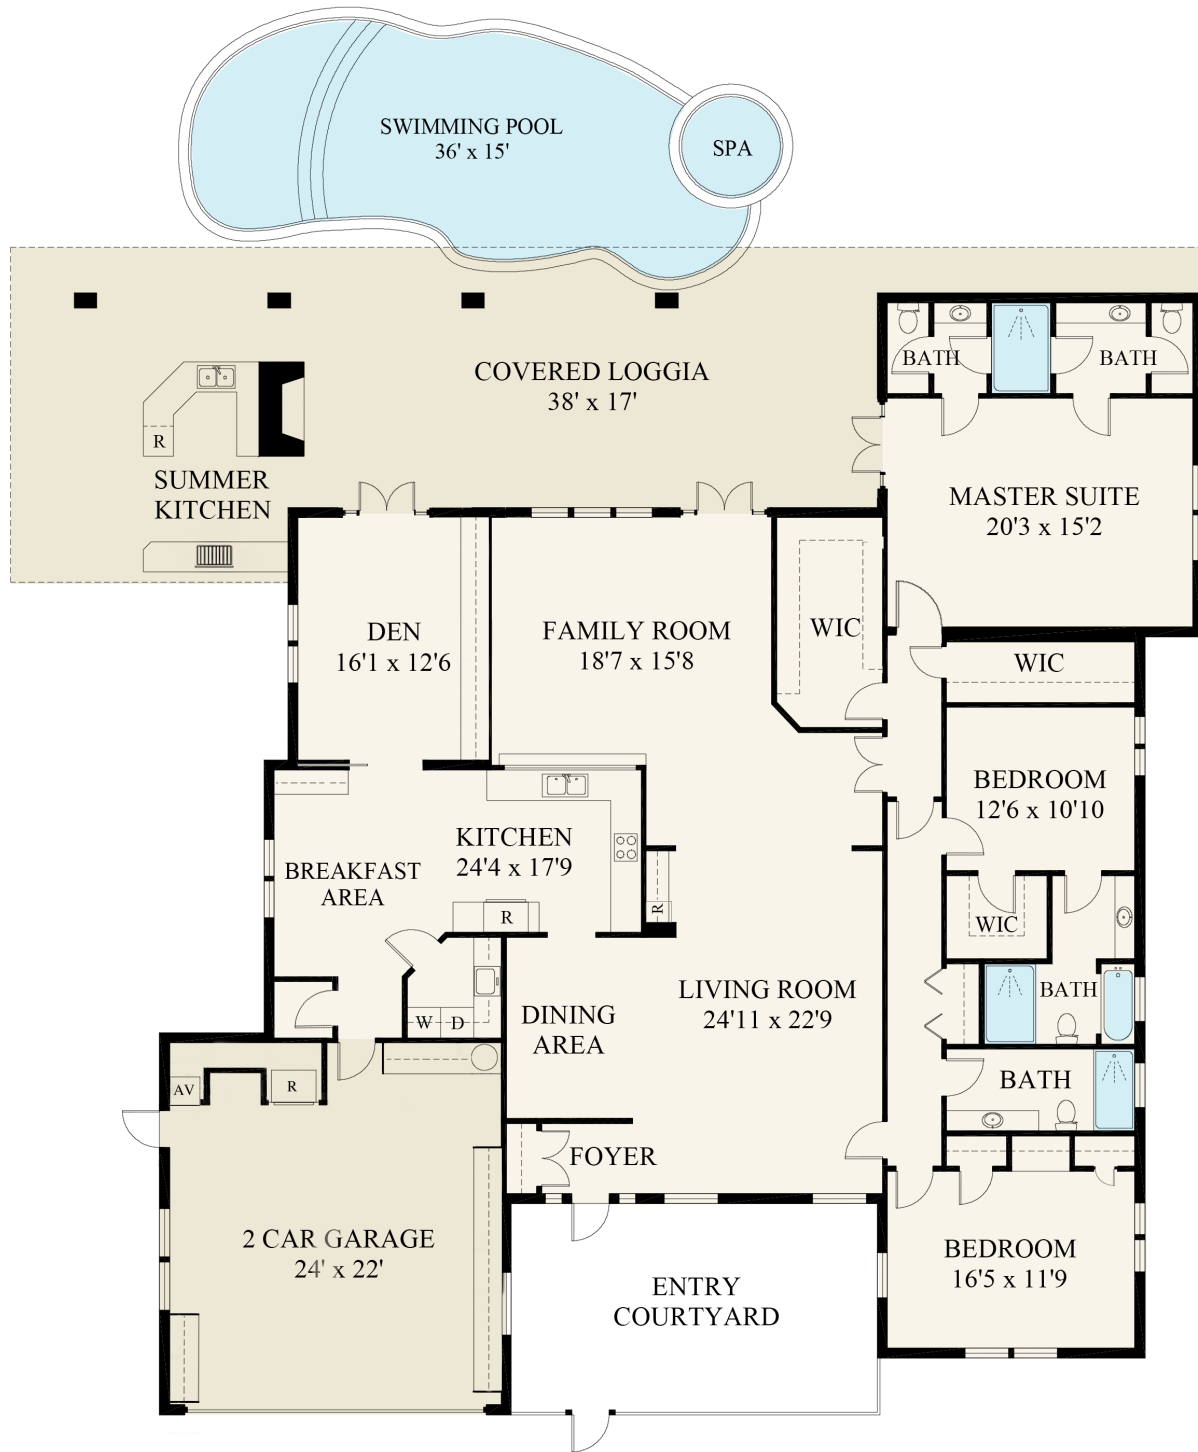 SWIMMING POOL
36' x 15'
SPA
COVERED LOGGIA
38' x 17'
BATH
BATH
R
SUMMER
KITCHEN
MASTER SUITE
20'3 x 15'2
DEN
16'1 x 12'6
FAMILY ROOM
18'7 x 15'8
WIC
WIC
BEDROOM
12'6 x 10'10
KITCHEN
24'4 x 17'9
BREAKFAST
AREA
R
R
WIC
LIVING ROOM
24'11 x 22'9
BATH
DINING
AREA
W
D
AV
R
BATH
FOYER
2 CAR GARAGE
24' x 22'
BEDROOM
16'5 x 11'9
ENTRY
COURTYARD